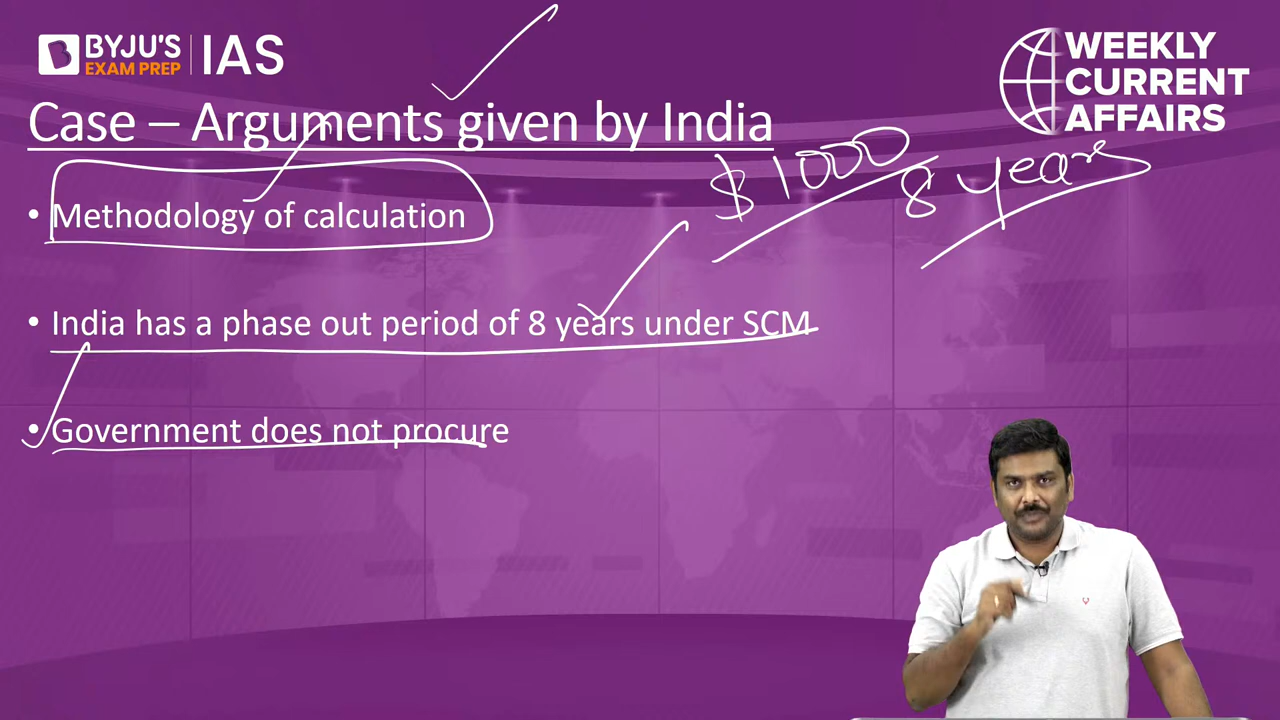 BYJU'S
EXAM PREP
IAS
WEEKLY
CURRENT
AFFAIRS
Case – Arguments given by India
$1000
8 years
• Methodology of calculation
• India has a phase out period of 8 years under SCM
• Government does not procure